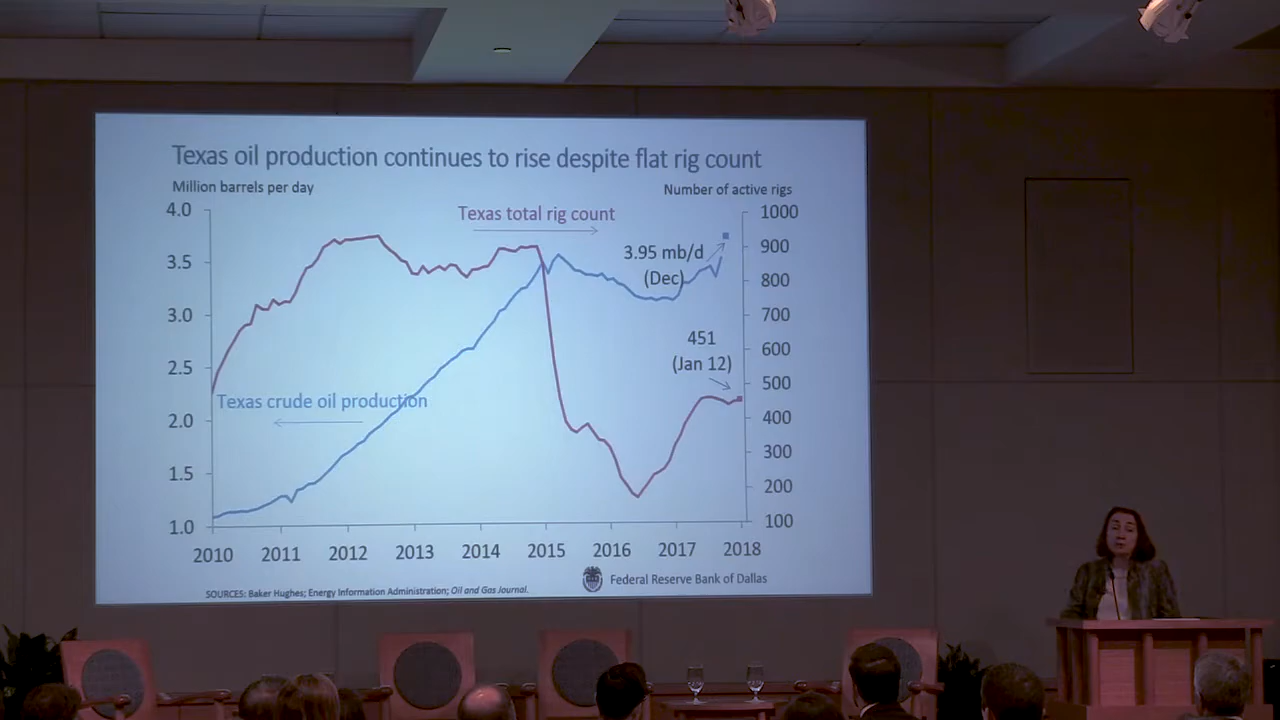 Texas oil production continues to rise despite flat rig count
Million barrels per day
Number of active rigs
4.0
3.5
3.0
2.5
2.0
1.5
1.0
Texas total rig count
3.95 mb/d
(Dec)
451
(Jan 12)
Texas crude oil production
1000
900
800
700
600
500
400
300
200
100
2010 2011 2012 2013 2014 2015 2016 2017 2018
SOURCES: Baker Hughes; Energy Information Administration; Oil and Gas Journal.
Federal Reserve Bank of Dallas